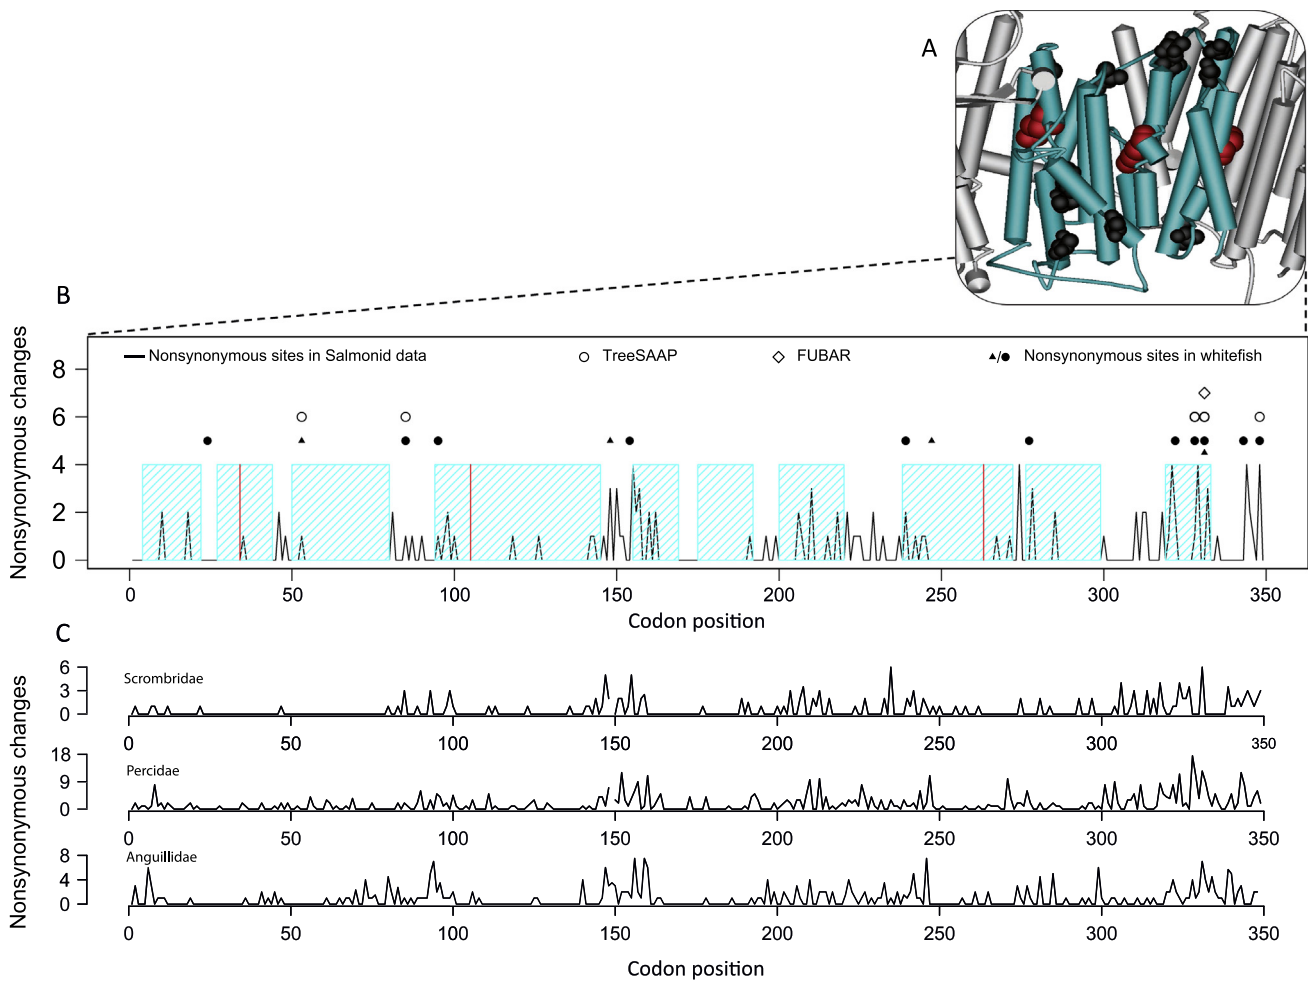 A
B
Nonsynonymous sites in Salmonid data TreeSAAP FUBAR Nonsynonymous sites in whitefish
Nonsynonymous changes
8
6
4
2
0
0 50 100 150 200 250 300 350
Codon position
C
Nonsynonymous changes
Scrombridae
6
3
0
0 50 100 150 200 250 300 350
Percidae
18
9
0
0 50 100 150 200 250 300 350
Anguillidae
8
4
0
0 50 100 150 200 250 300 350
Codon position